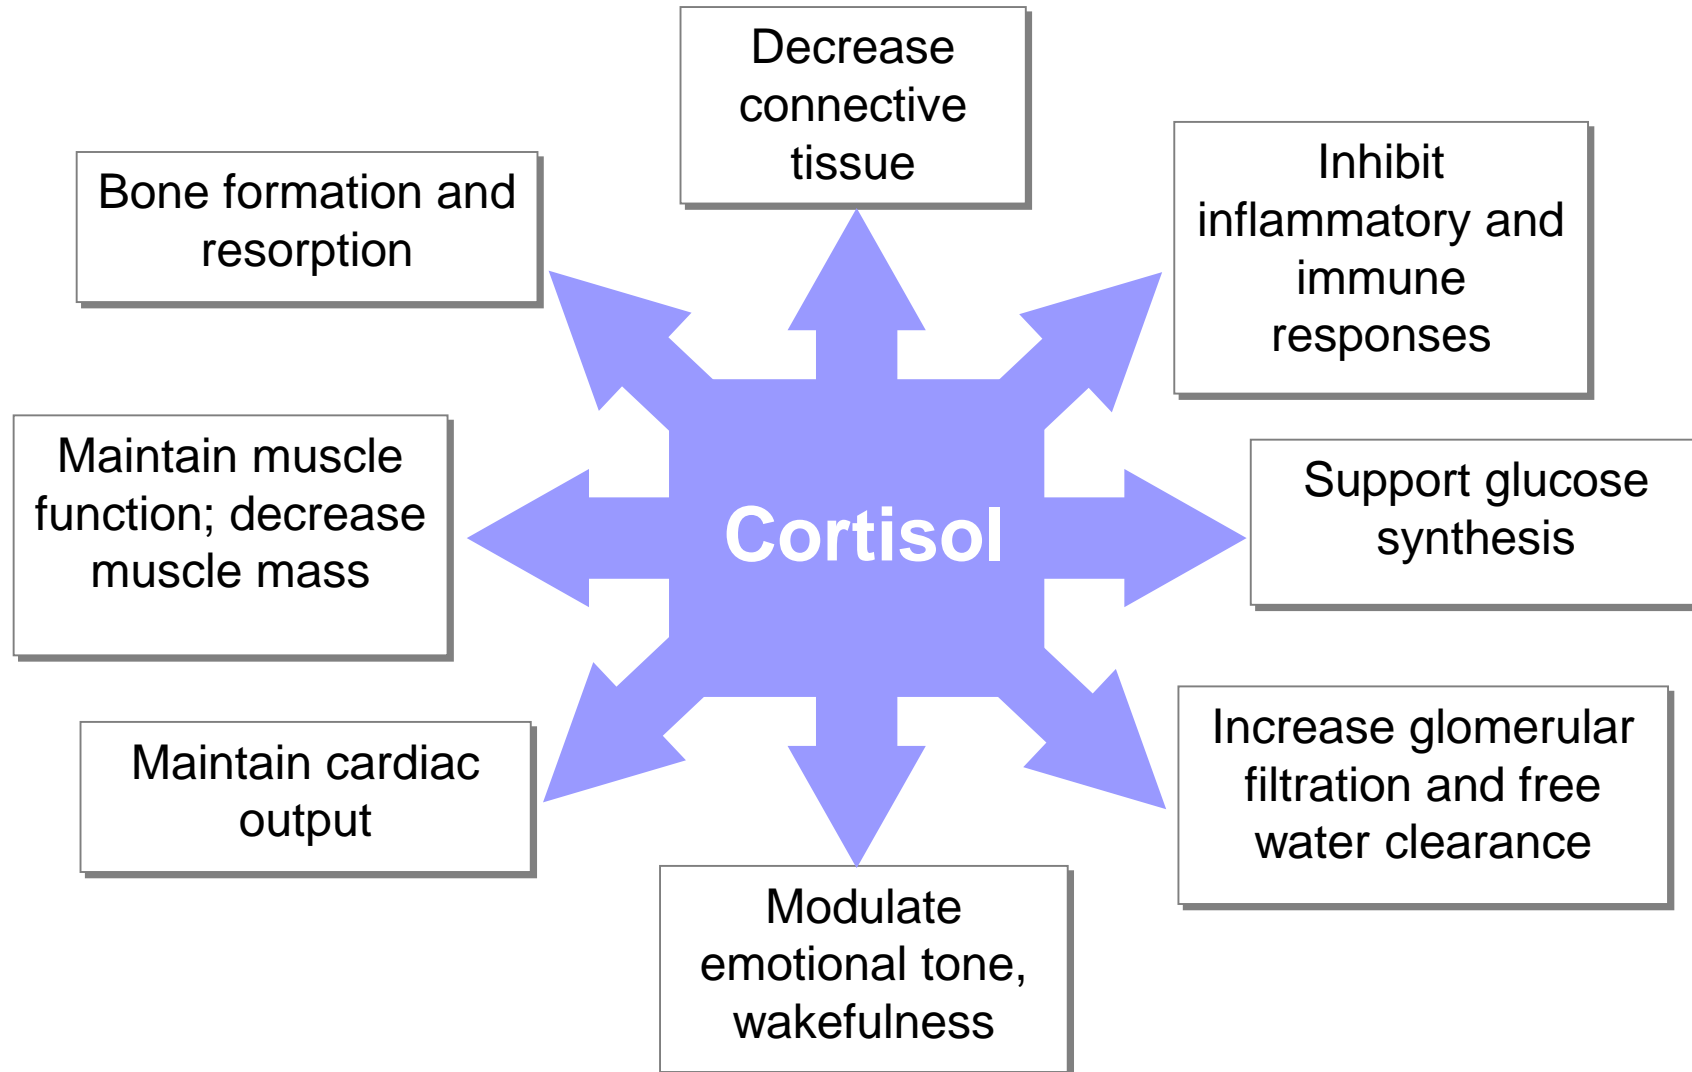 Decrease
connective
tissue
Bone formation and
resorption
Inhibit
inflammatory and
immune
responses
Maintain muscle
function; decrease
muscle mass
Cortisol
Support glucose
synthesis
Maintain cardiac
output
Increase glomerular
filtration and free
water clearance
Modulate
emotional tone,
wakefulness